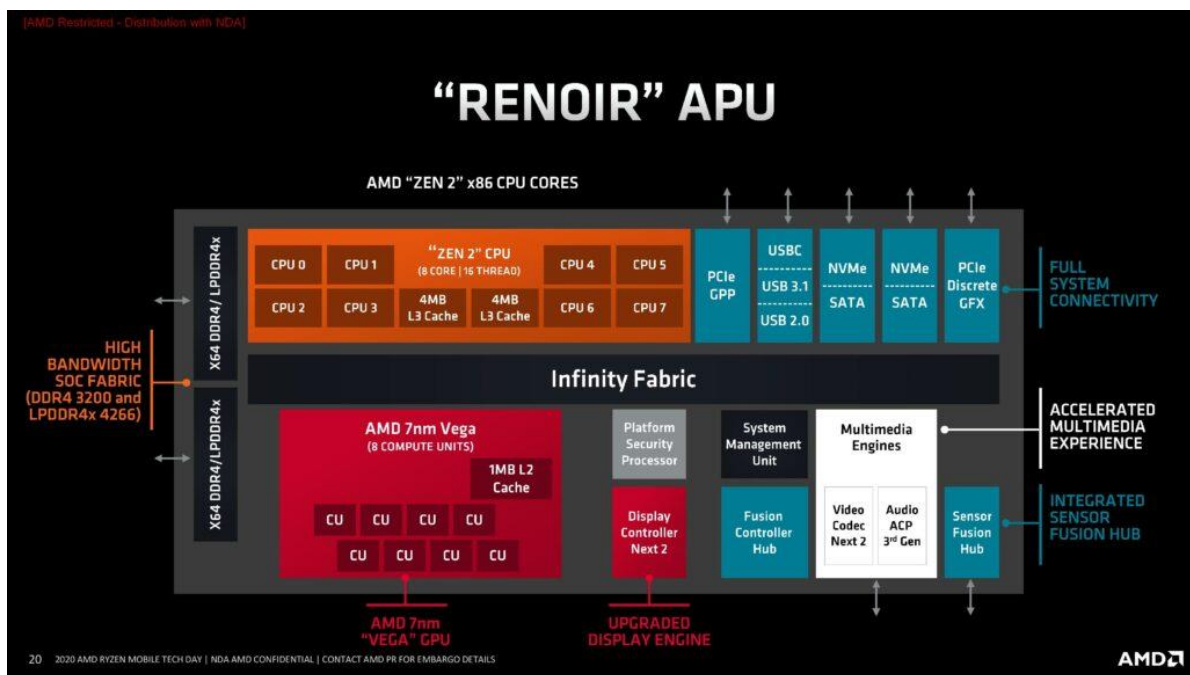 [AMD Restricted - Distribution with NDA]
“RENOIR” APU
AMD “ZEN 2” x86 CPU CORES
X64 DDR4/ LPDDR4x
X64 DDR4/LPDDR4x
“ZEN 2” CPU
(8 CORE | 16 THREAD)
CPU 0
CPU 1
CPU 4
CPU 5
CPU 2
CPU 3
4MB
L3 Cache
4MB
L3 Cache
CPU 6
CPU 7
PCIe
GPP
USBC
USB 3.1
USB 2.0
NVMe
SATA
NVMe
SATA
PCIe
Discrete
GFX
FULL
SYSTEM
CONNECTIVITY
HIGH
BANDWIDTH
SOC FABRIC
(DDR4 3200 and
LPDDR4x 4266)
Infinity Fabric
AMD 7nm Vega
(8 COMPUTE UNITS)
1MB L2
Cache
CU
CU
CU
CU
CU
CU
CU
CU
Platform
Security
Processor
System
Management
Unit
Multimedia
Engines
ACCELERATED
MULTIMEDIA
EXPERIENCE
Display
Controller
Next 2
Fusion
Controller
Hub
Video
Codec
Next 2
Audio
ACP
3rd Gen
Sensor
Fusion
Hub
INTEGRATED
SENSOR
FUSION HUB
AMD 7nm
“VEGA” GPU
UPGRADED
DISPLAY ENGINE
20 2020 AMD RYZEN MOBILE TECH DAY | NDA AMD CONFIDENTIAL | CONTACT AMD PR FOR EMBARGO DETAILS
AMD